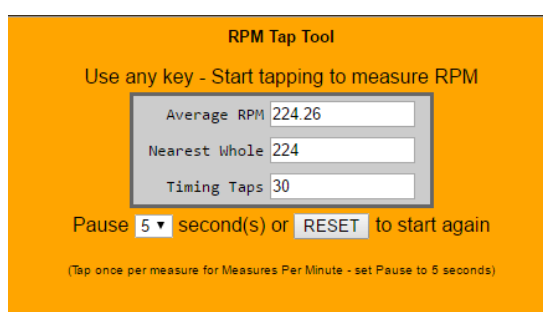 RPM Tap Tool
Use any key - Start tapping to measure RPM
Average RPM 224.26
Nearest Whole 224
Timing Taps 30
Pause 5 second(s) or RESET to start again
(Tap once per measure for Measures Per Minute - set Pause to 5 seconds)